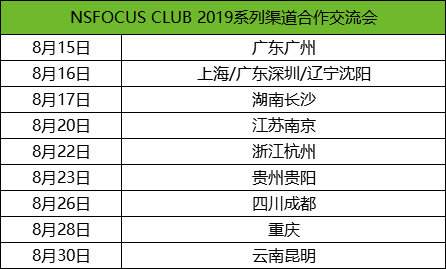 NSFOCUS CLUB 2019系列渠道合作交流会
8月15日 广东广州
8月16日 上海/广东深圳/辽宁沈阳
8月17日 湖南长沙
8月20日 江苏南京
8月22日 浙江杭州
8月23日 贵州贵阳
8月26日 四川成都
8月28日 重庆
8月30日 云南昆明